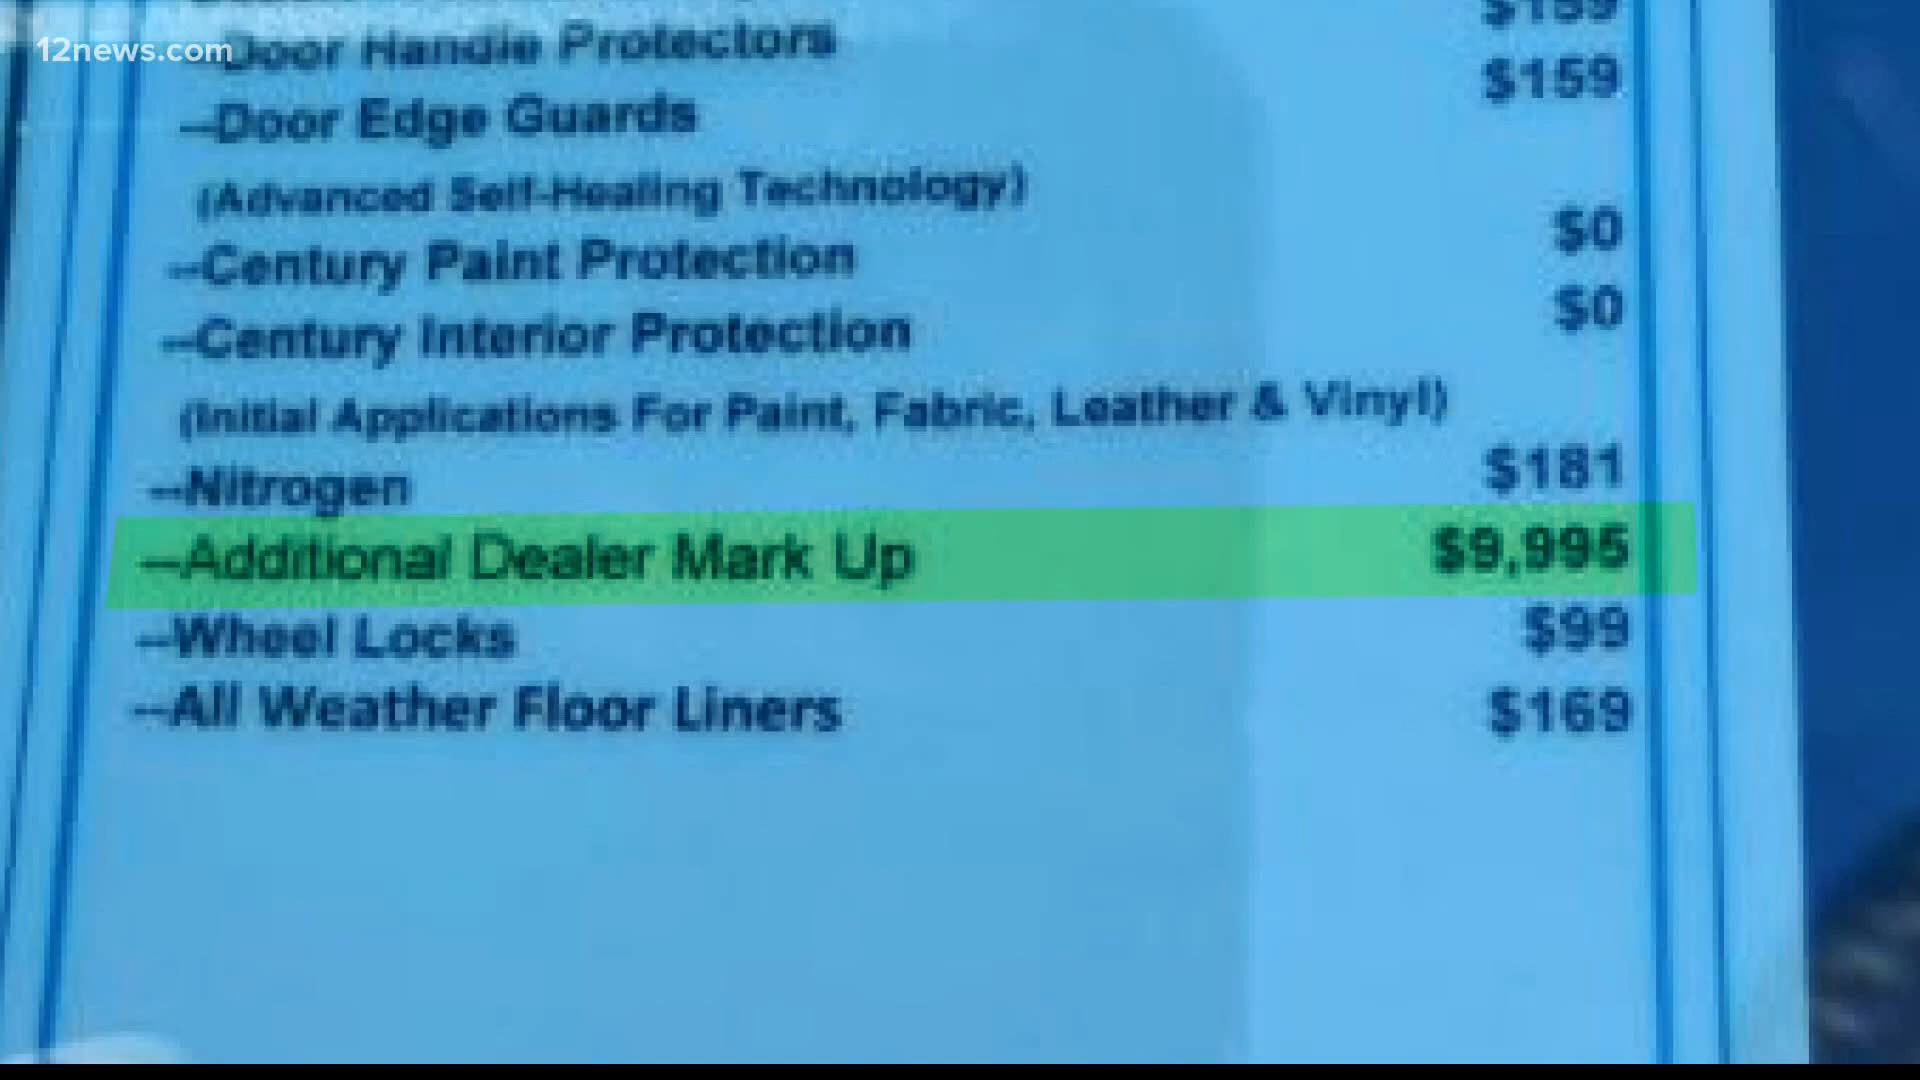 12news.com
--Door Handle Protectors $159
--Door Edge Guards $159
(Advanced Self-Healing Technology)
--Century Paint Protection $0
--Century Interior Protection $0
(Initial Applications For Paint, Fabric, Leather & Vinyl)
--Nitrogen $181
--Additional Dealer Mark Up $9,995
--Wheel Locks $99
--All Weather Floor Liners $169